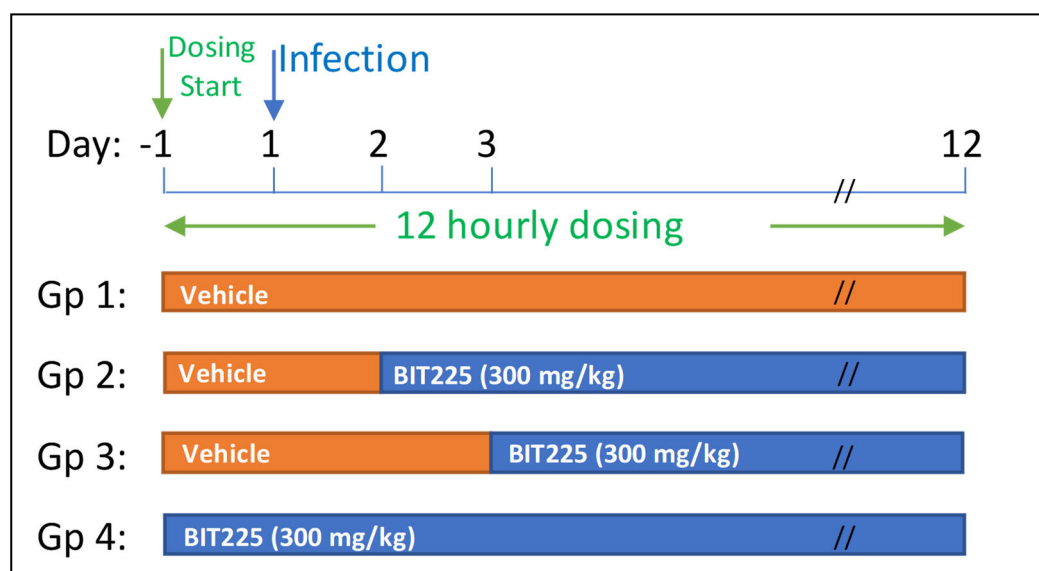 Dosing
Start
Infection
Day: -1 1 2 3 12
//
12 hourly dosing
Gp 1: Vehicle //
Gp 2: Vehicle BIT225 (300 mg/kg) //
Gp 3: Vehicle BIT225 (300 mg/kg) //
Gp 4: BIT225 (300 mg/kg) //